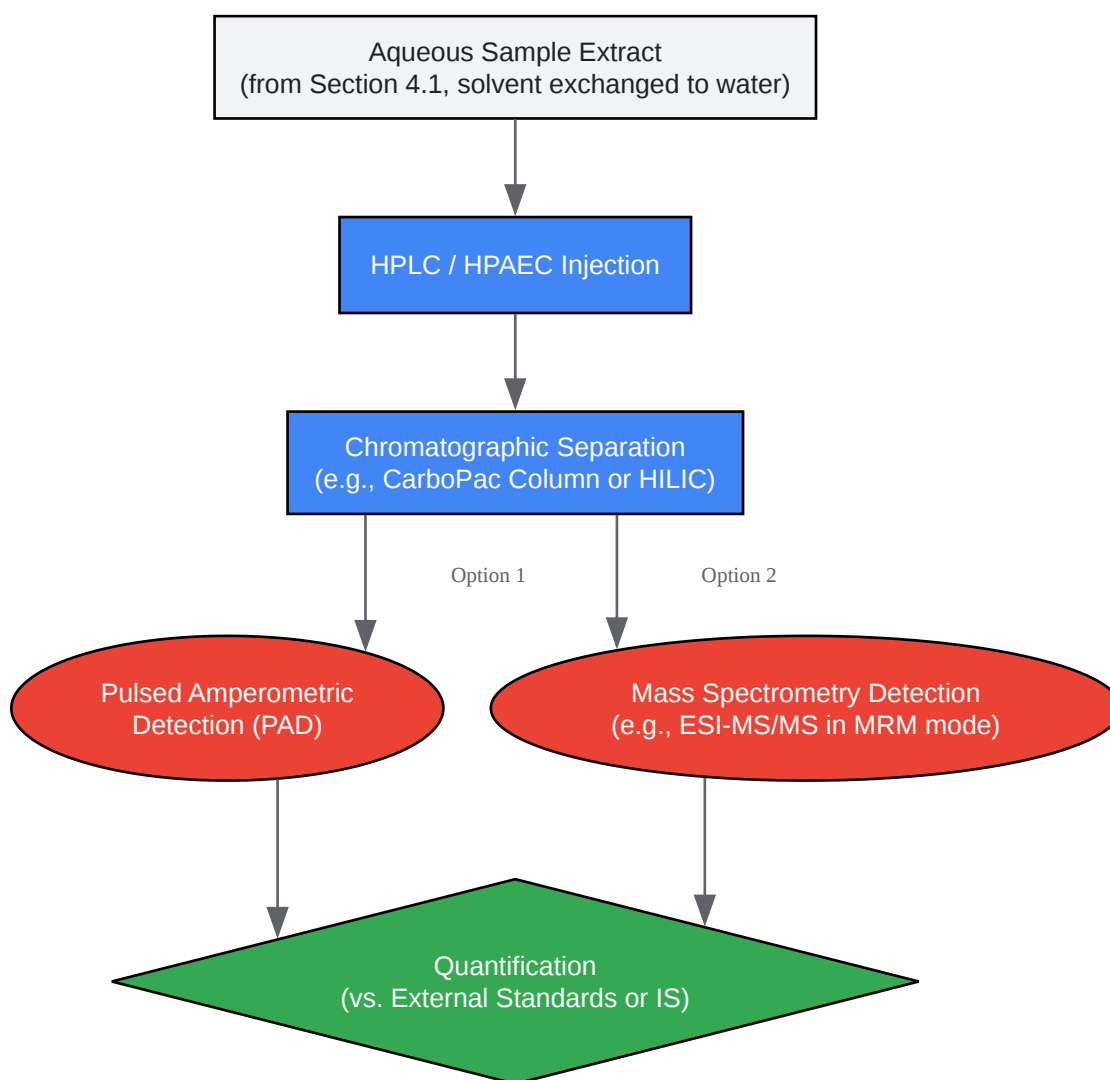 Aqueous Sample Extract
(from Section 4.1, solvent exchanged to water)
HPLC / HPAEC Injection
Chromatographic Separation
(e.g., CarboPac Column or HILIC)
Option 1
Option 2
Pulsed Amperometric
Detection (PAD)
Mass Spectrometry Detection
(e.g., ESI-MS/MS in MRM mode)
Quantification
(vs. External Standards or IS)